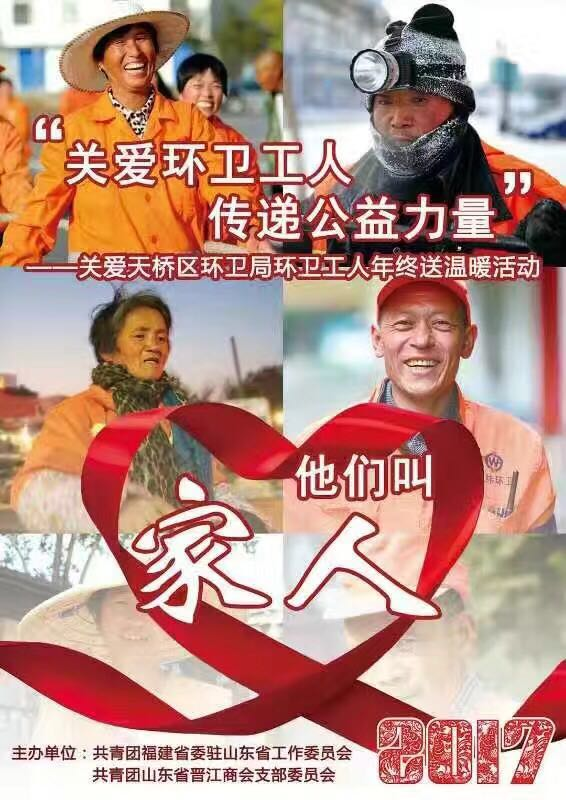 “关爱环卫工人
传递公益力量”
——关爱天桥区环卫局环卫工人年终送温暖活动
环卫工
他们叫
家人
2017
主办单位：共青团福建省委驻山东省工作委员会
共青团山东省晋江商会支部委员会